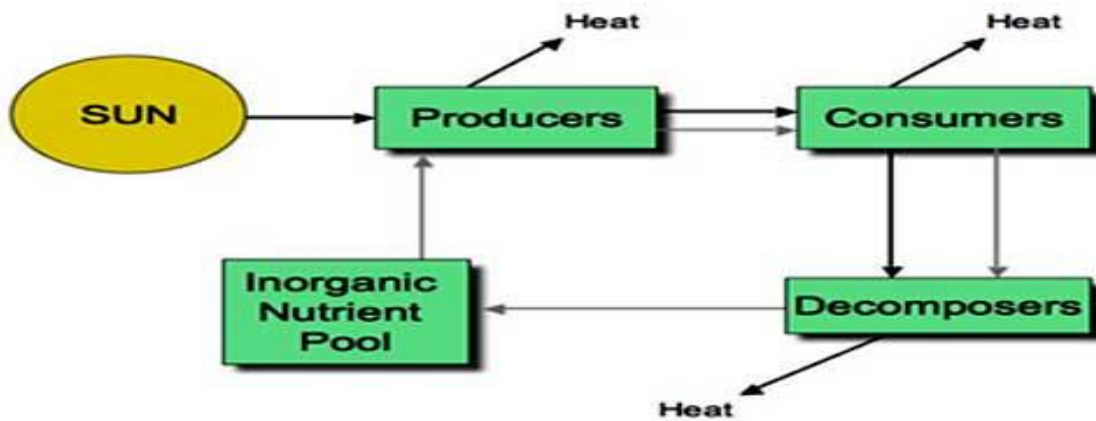 Heat
Heat
SUN
Producers
Consumers
Inorganic
Nutrient
Pool
Decomposers
Heat